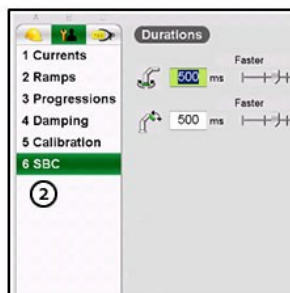 A B
Durations
1 Currents
2 Ramps
3 Progressions
4 Damping
5 Calibration
6 SBC
2
Faster
500 ms
Faster
500 ms